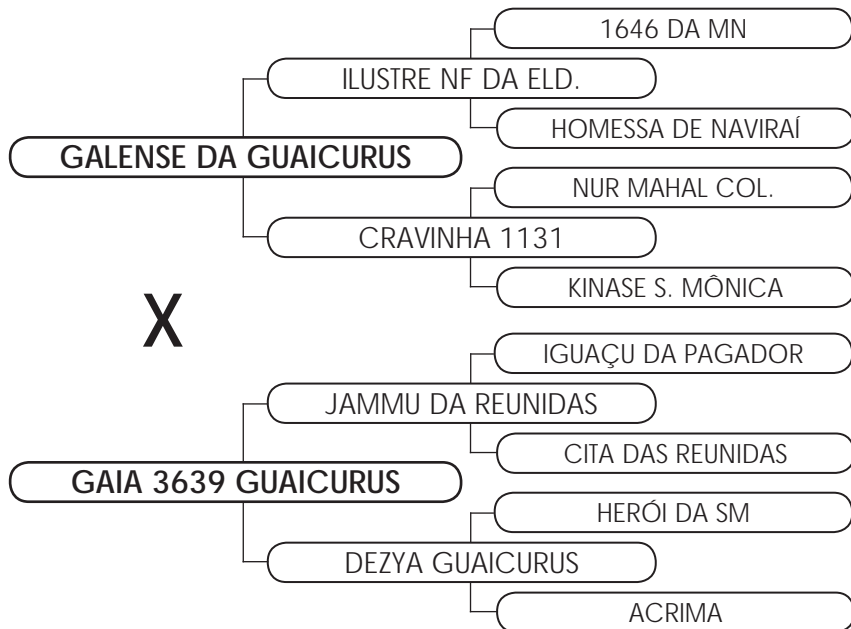 1646 DA MN
ILUSTRE NF DA ELD.
HOMESSA DE NAVIRAÍ
GALENSE DA GUAICURUS
NUR MAHAL COL.
CRAVINHA 1131
KINASE S. MÔNICA
X
IGUAÇU DA PAGADOR
JAMMU DA REUNIDAS
CITA DAS REUNIDAS
GAIA 3639 GUAICURUS
HERÓI DA SM
DEZYA GUAICURUS
ACRIMA